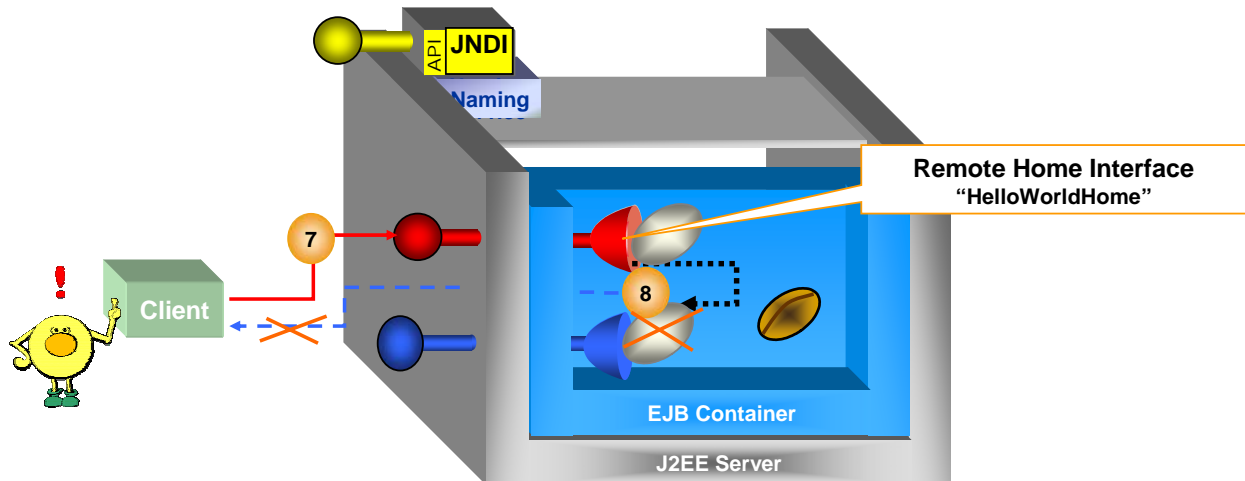 API
JNDI
Naming
Remote Home Interface
“HelloWorldHome”
7
!
Client
8
EJB Container
J2EE Server